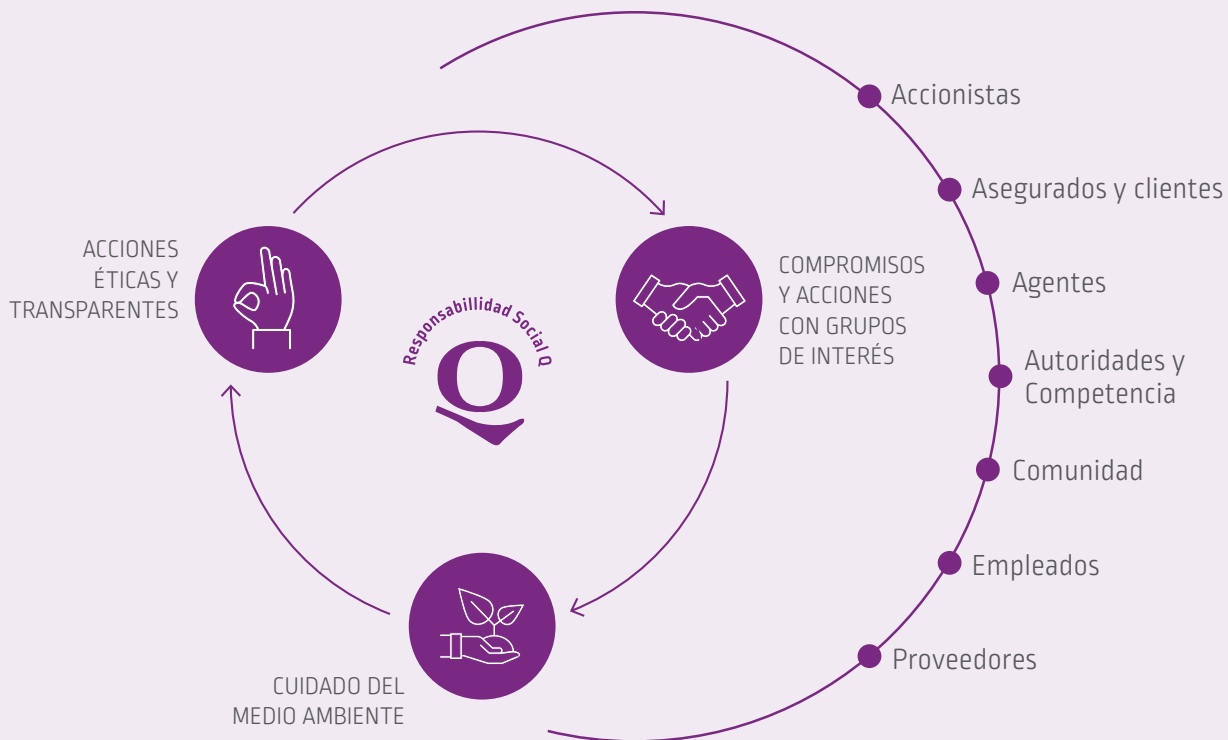 ACCIONES
ÉTICAS Y
TRANSPARENTES
Responsabillidad Social Q
Q
COMPROMISOS
Y ACCIONES
CON GRUPOS
DE INTERÉS
CUIDADO DEL
MEDIO AMBIENTE
Accionistas
Asegurados y clientes
Agentes
Autoridades y
Competencia
Comunidad
Empleados
Proveedores